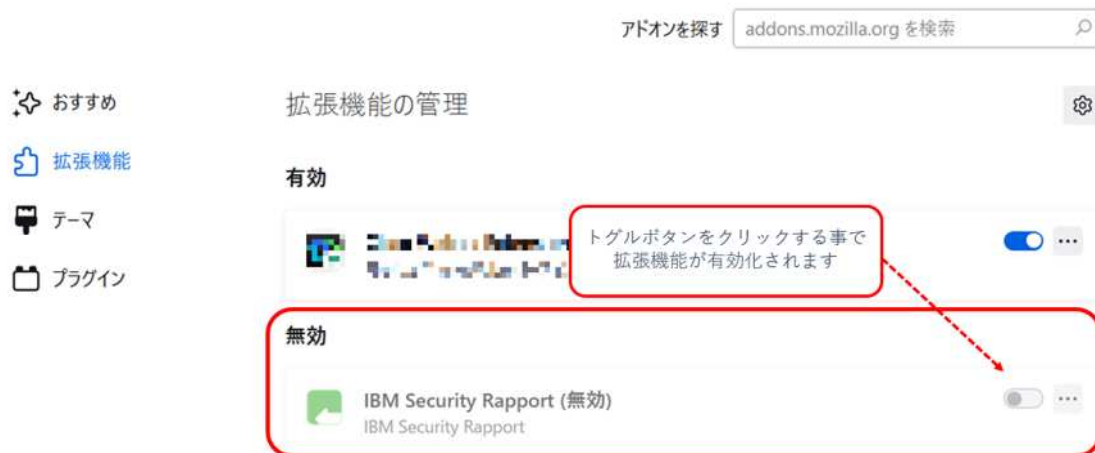 アドオンを探す addons.mozilla.org を検索
おすすめ
拡張機能
テーマ
プラグイン
拡張機能の管理
有効
トグルボタンをクリックする事で
拡張機能が有効化されます
無効
IBM Security Rapport (無効)
IBM Security Rapport